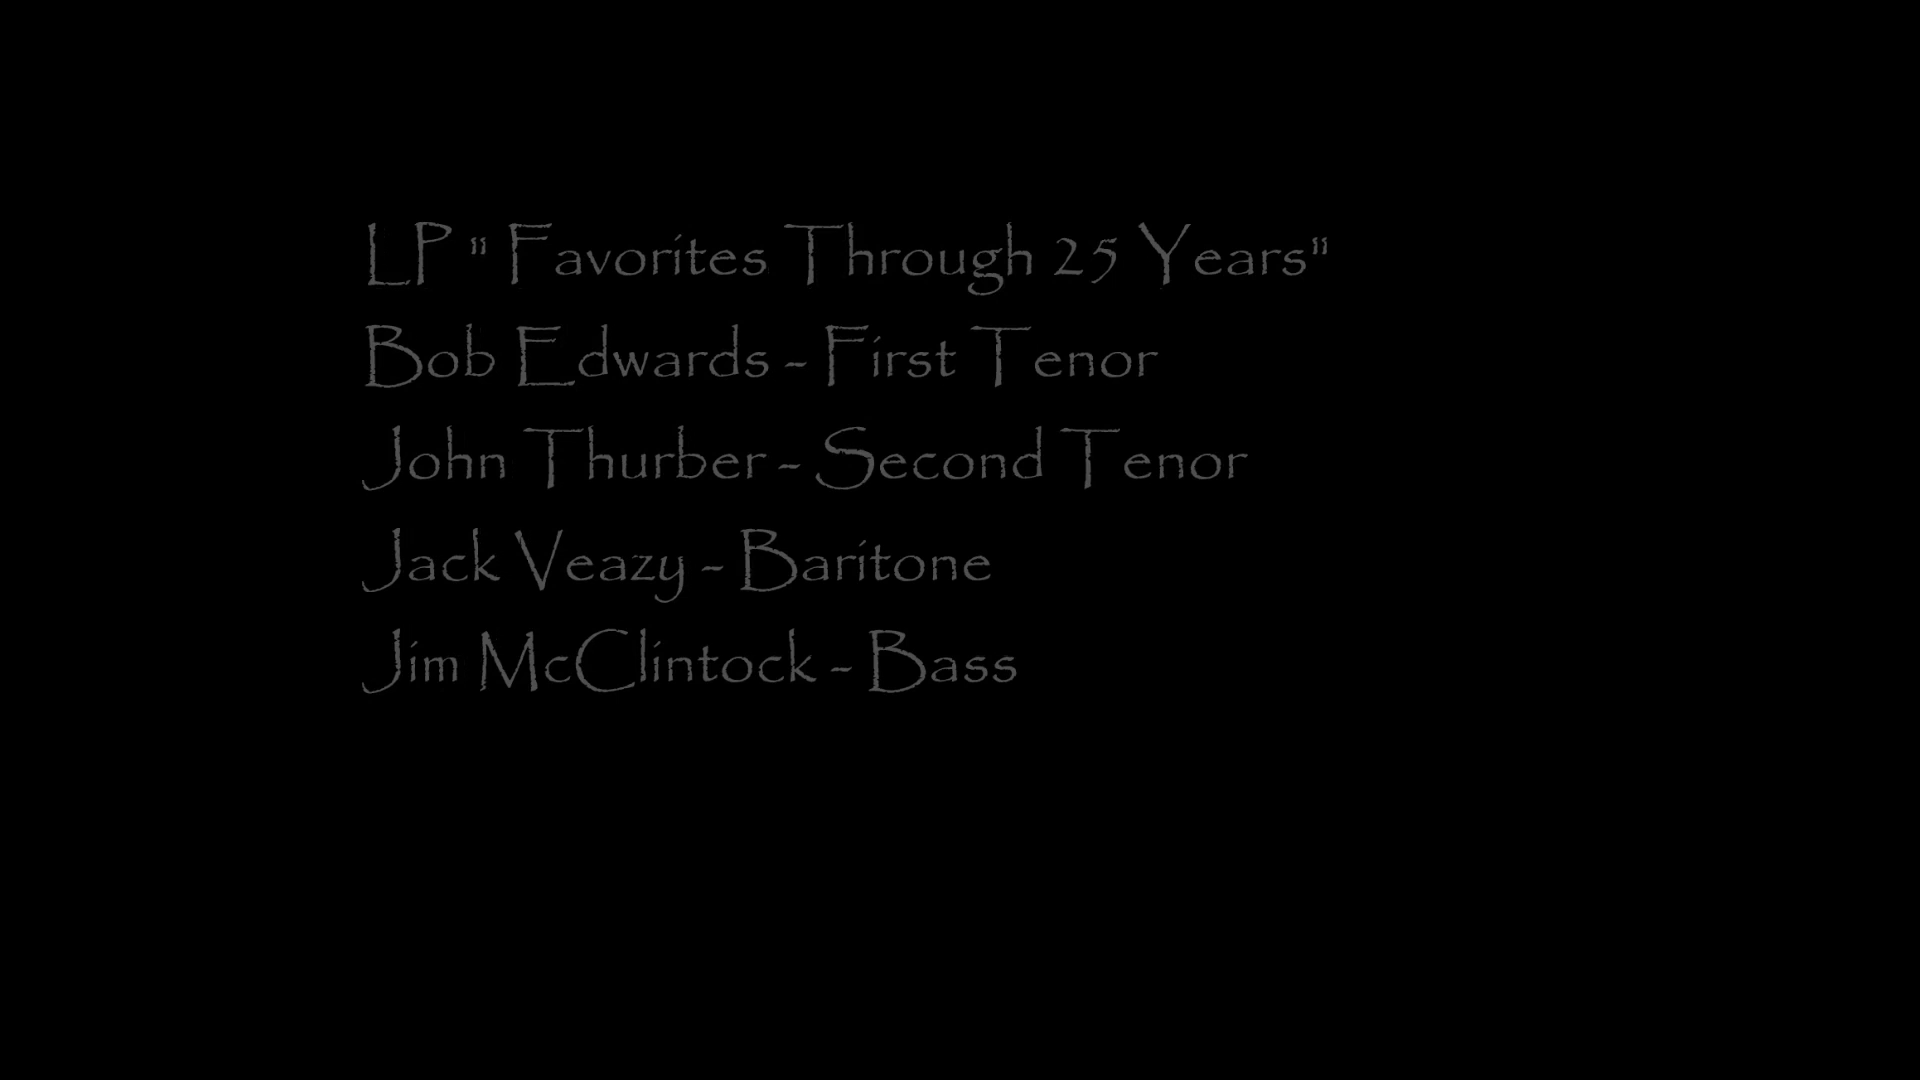 LP " Favorites Through 25 Years"
Bob Edwards - First Tenor
John Thurber - Second Tenor
Jack Veazy - Baritone
Jim McClintock - Bass